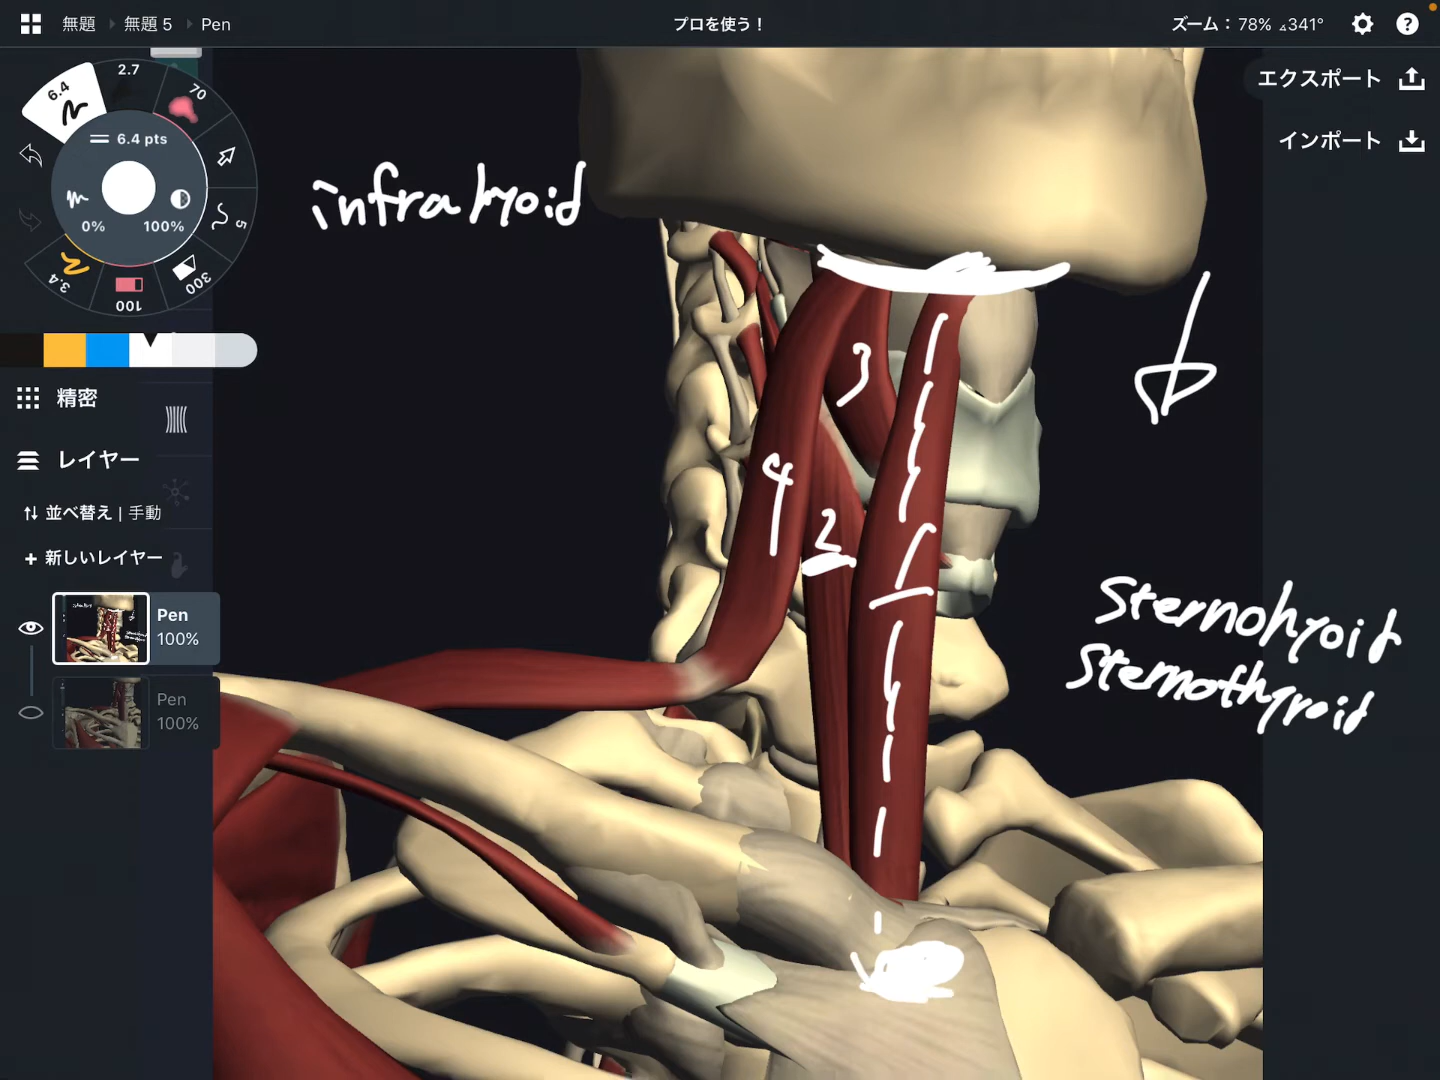 無題 無題 5 Pen
プロを使う！
ズーム： 78% ⊿341°
エクスポート
インポート
2.7
6.4
70
6.4 pts
0% 100%
5
300
100
3.4
精密
レイヤー
並べ替え | 手動
+ 新しいレイヤー
Pen
100%
Pen
100%
infrahyoid
3
4
2
1
Sternohyoid
Sternothyroid